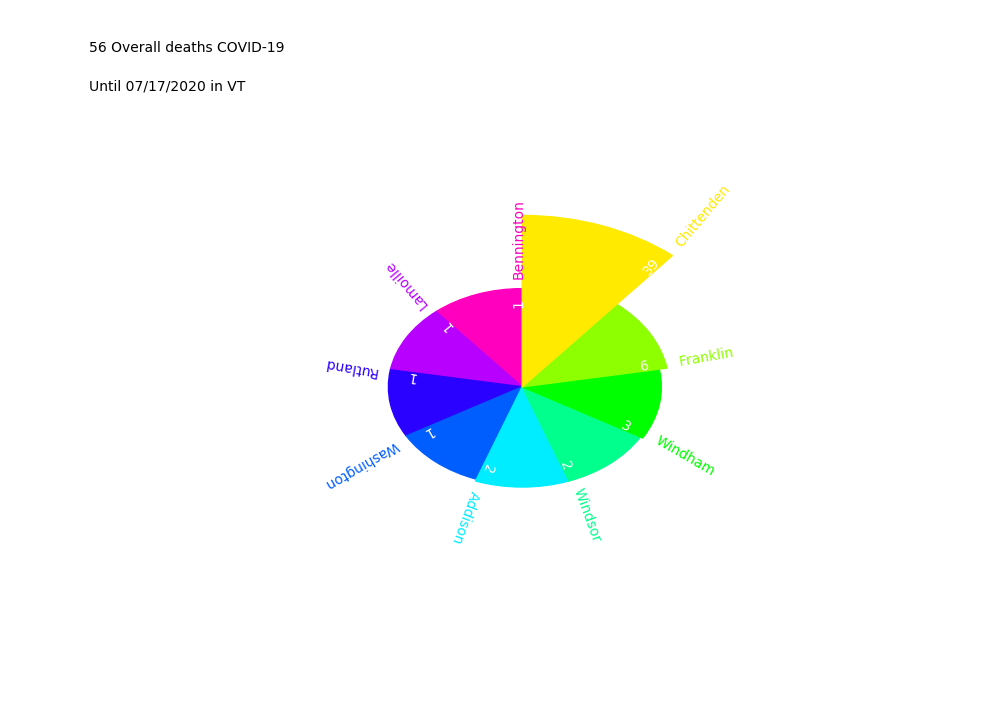 56 Overall deaths COVID-19
Until 07/17/2020 in VT
Chittenden
39
Franklin
6
Windham
3
Windsor
2
Addison
2
Washington
1
Rutland
1
Lamoille
1
Bennington
1